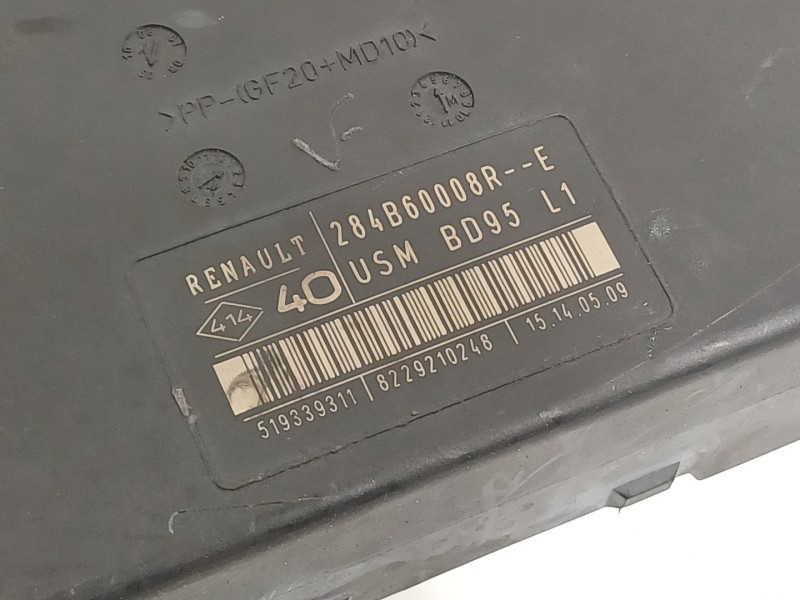 >PP-(GF20+MD10)<
RENAULT
284B60008R--E
414
40
USM BD95 L1
519339311
8229210248
15.14.05.09